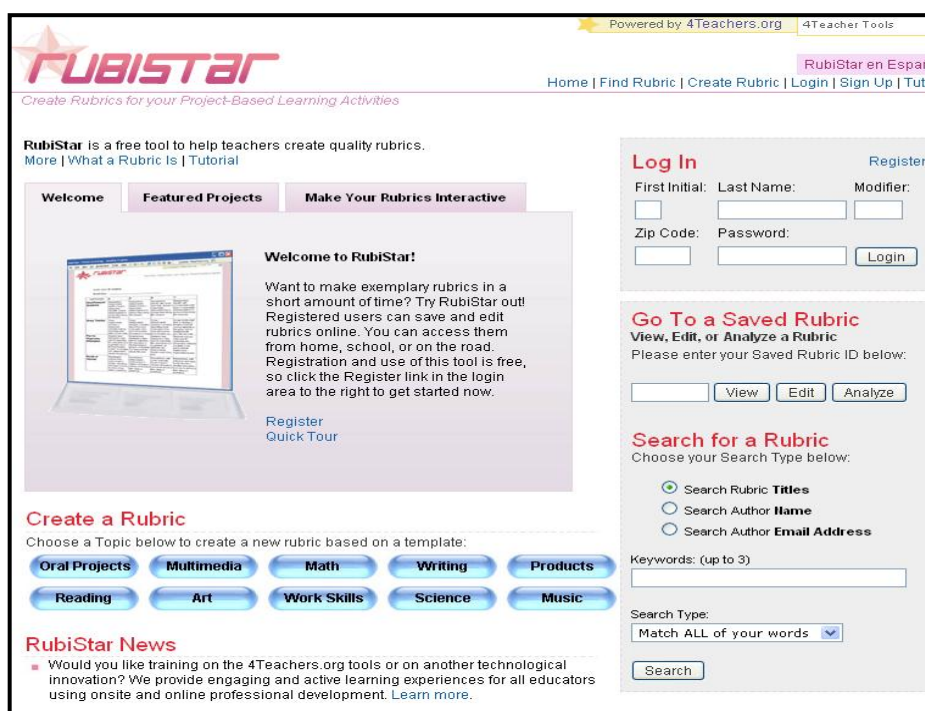 Powered by 4Teachers.org
4Teacher Tools
RUBISTAR
RubiStar en Espa
Home | Find Rubric | Create Rubric | Login | Sign Up | Tut
Create Rubrics for your Project-Based Learning Activities
RubiStar is a free tool to help teachers create quality rubrics.
More | What a Rubric Is | Tutorial
Welcome
Featured Projects
Make Your Rubrics Interactive
Welcome to RubiStar!
Want to make exemplary rubrics in a
short amount of time? Try RubiStar out!
Registered users can save and edit
rubrics online. You can access them
from home, school, or on the road.
Registration and use of this tool is free,
so click the Register link in the login
area to the right to get started now.
Register
Quick Tour
Create a Rubric
Choose a Topic below to create a new rubric based on a template:
Oral Projects
Multimedia
Math
Writing
Products
Reading
Art
Work Skills
Science
Music
RubiStar News
Would you like training on the 4Teachers.org tools or on another technological
innovation? We provide engaging and active learning experiences for all educators
using onsite and online professional development. Learn more.
Log In
Register
First Initial: Last Name: Modifier:
Zip Code: Password:
Login
Go To a Saved Rubric
View, Edit, or Analyze a Rubric
Please enter your Saved Rubric ID below:
View Edit Analyze
Search for a Rubric
Choose your Search Type below:
Search Rubric Titles
Search Author Name
Search Author Email Address
Keywords: (up to 3)
Search Type:
Match ALL of your words
Search